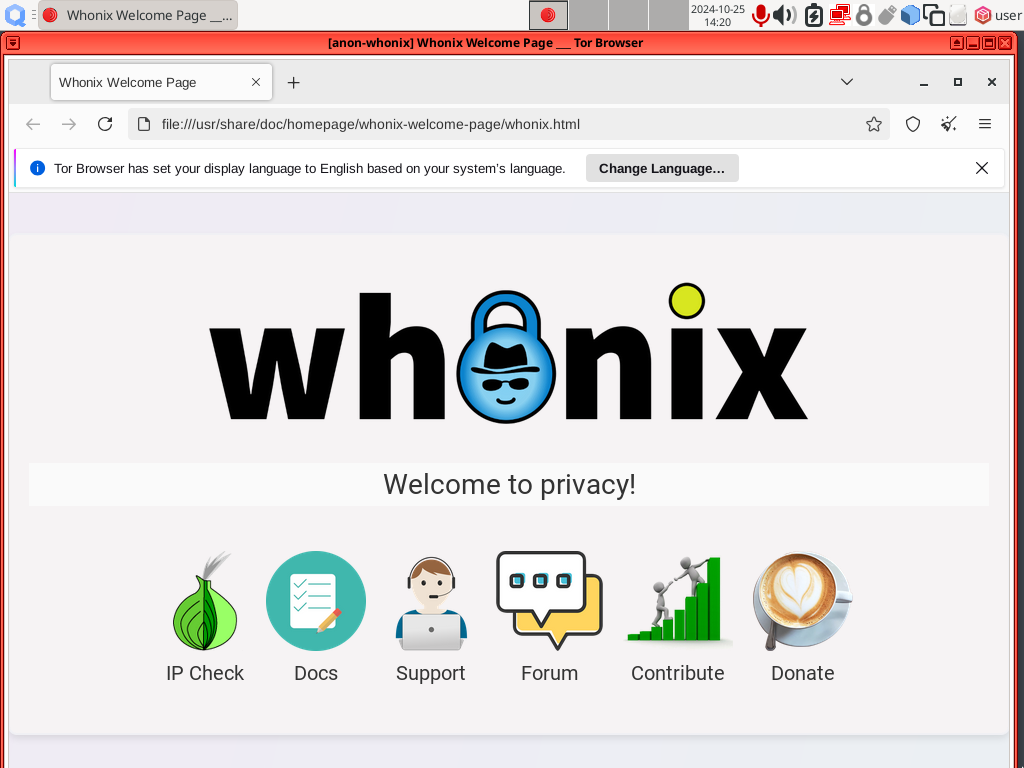 Whonix Welcome Page __...
2024-10-25
14:20
user
[anon-whonix] Whonix Welcome Page ___ Tor Browser
Whonix Welcome Page
file:///usr/share/doc/homepage/whonix-welcome-page/whonix.html
Tor Browser has set your display language to English based on your system's language.
Change Language...
whonix
Welcome to privacy!
IP Check
Docs
Support
Forum
Contribute
Donate